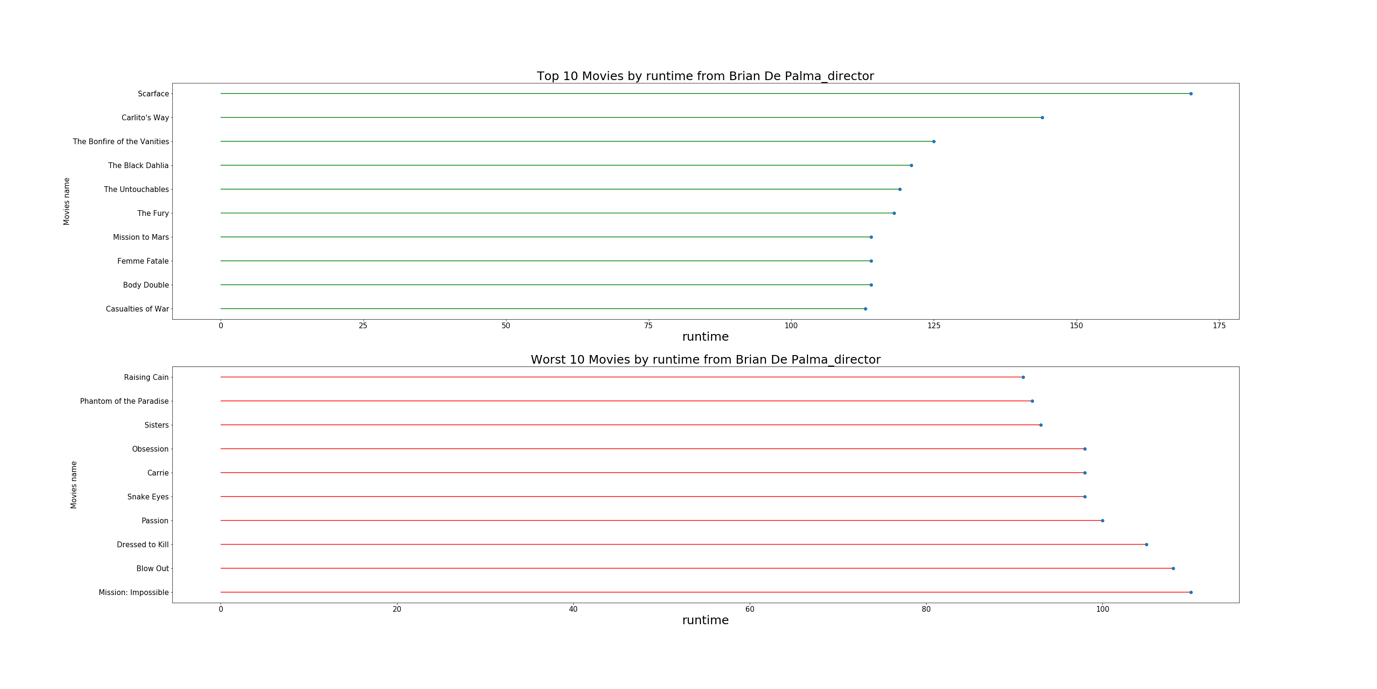 Top 10 Movies by runtime from Brian De Palma_director
Movies name
Scarface
Carlito's Way
The Bonfire of the Vanities
The Black Dahlia
The Untouchables
The Fury
Mission to Mars
Femme Fatale
Body Double
Casualties of War
0 25 50 75 100 125 150 175
runtime
Worst 10 Movies by runtime from Brian De Palma_director
Movies name
Raising Cain
Phantom of the Paradise
Sisters
Obsession
Carrie
Snake Eyes
Passion
Dressed to Kill
Blow Out
Mission: Impossible
0 20 40 60 80 100
runtime